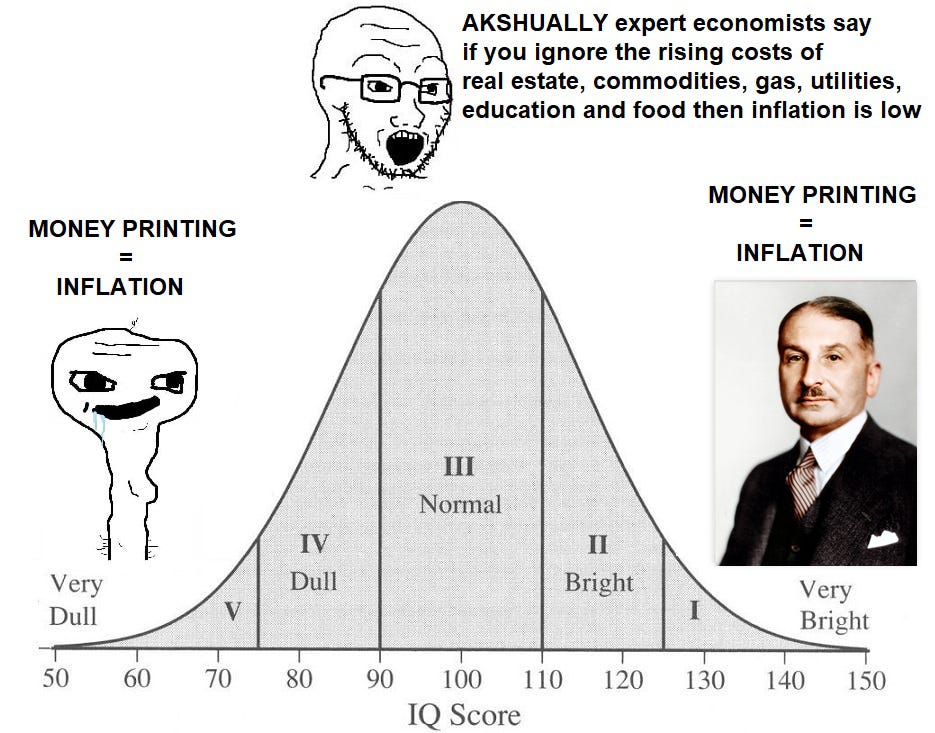 AKSHUALLY expert economists say
if you ignore the rising costs of
real estate, commodities, gas, utilities,
education and food then inflation is low
MONEY PRINTING
=
INFLATION
MONEY PRINTING
=
INFLATION
III
Normal
IV
Dull
II
Bright
Very
Dull
V
I
Very
Bright
50 60 70 80 90 100 110 120 130 140 150
IQ Score